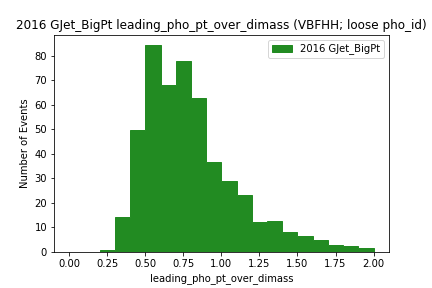 2016 GJet_BigPt leading_pho_pt_over_dimass (VBFHH; loose pho_id)
2016 GJet_BigPt
Number of Events
80
70
60
50
40
30
20
10
0
0.00 0.25 0.50 0.75 1.00 1.25 1.50 1.75 2.00
leading_pho_pt_over_dimass